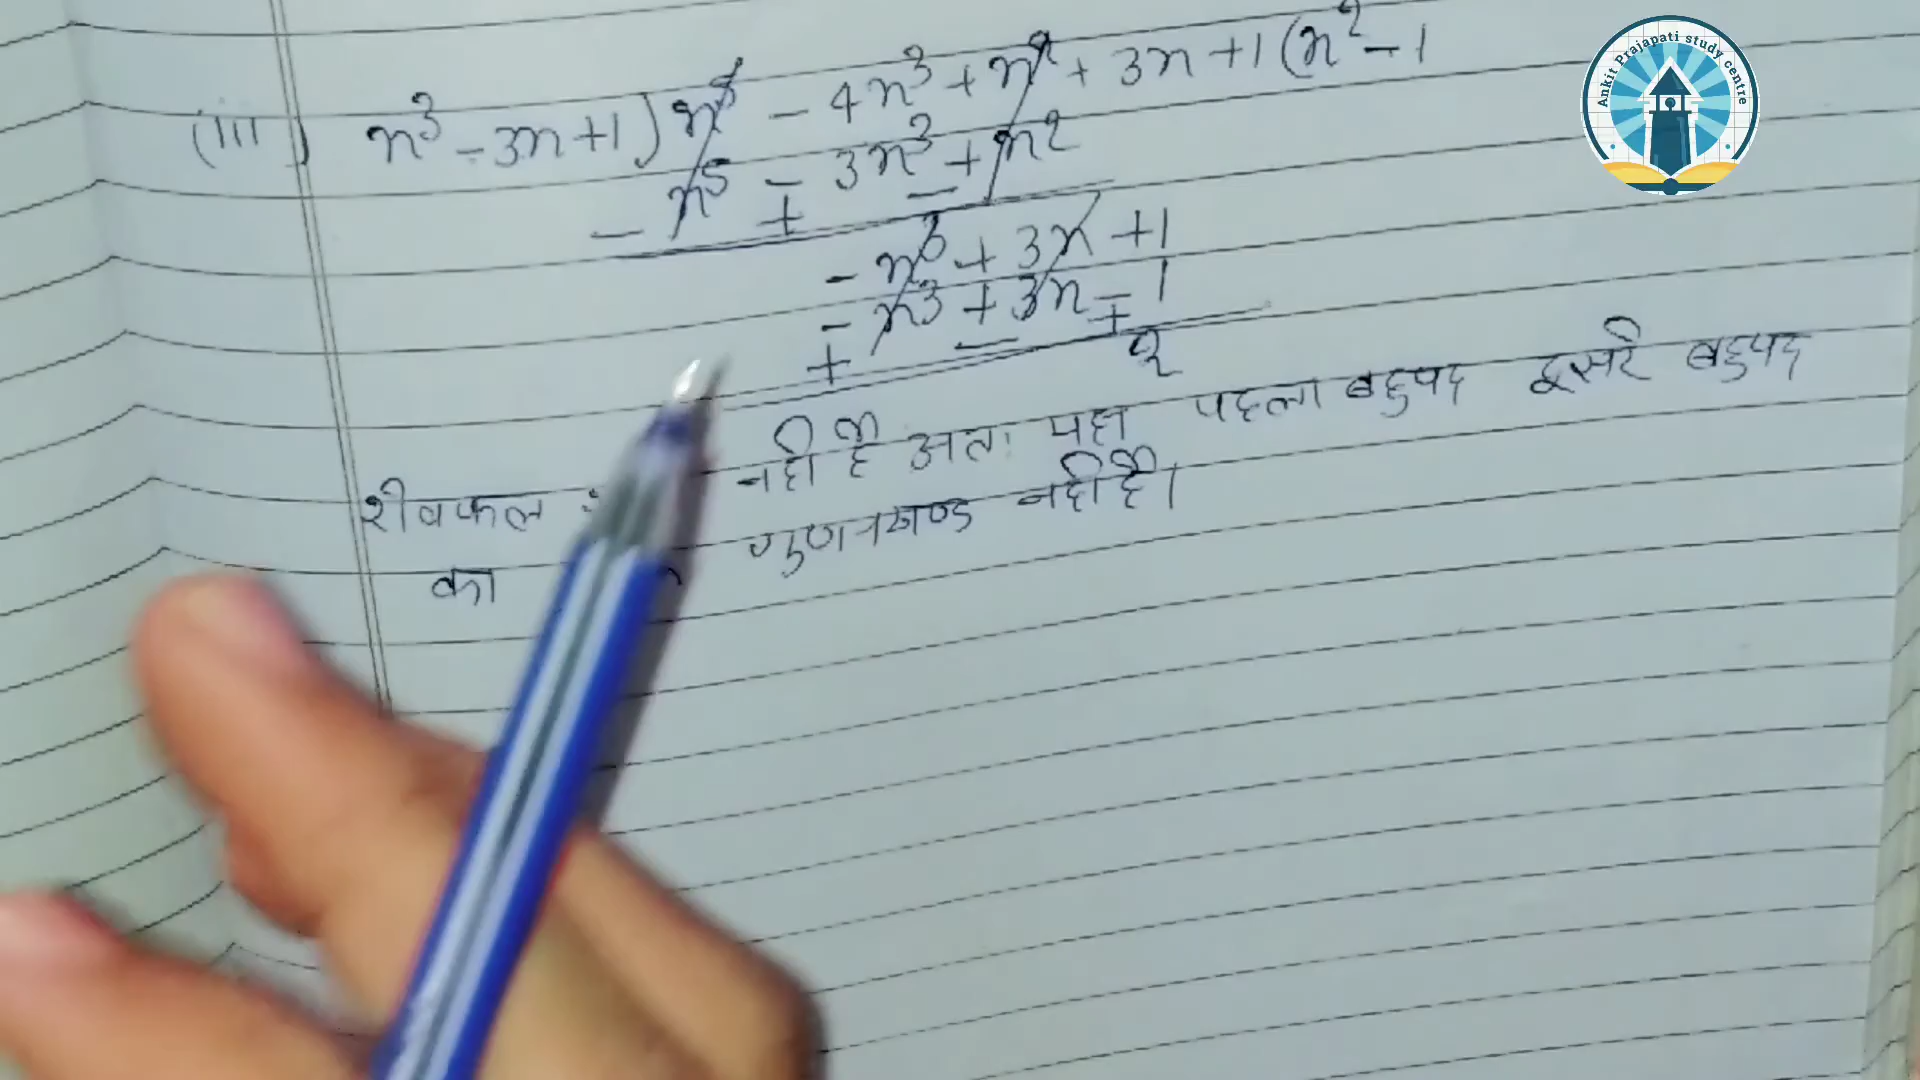 (iii) x³ - 3x + 1 ) x⁵ - 4x³ + x² + 3x + 1 ( x² - 1
x⁵ - 3x³ + x²
- + -
- x³ + 3x + 1
- x³ + 3x - 1
+ - +
2
शेषफल नहीं है अतः पहला बहुपद दूसरे बहुपद
का गुणनखण्ड नहीं है।
Ankit Prajapati study centre